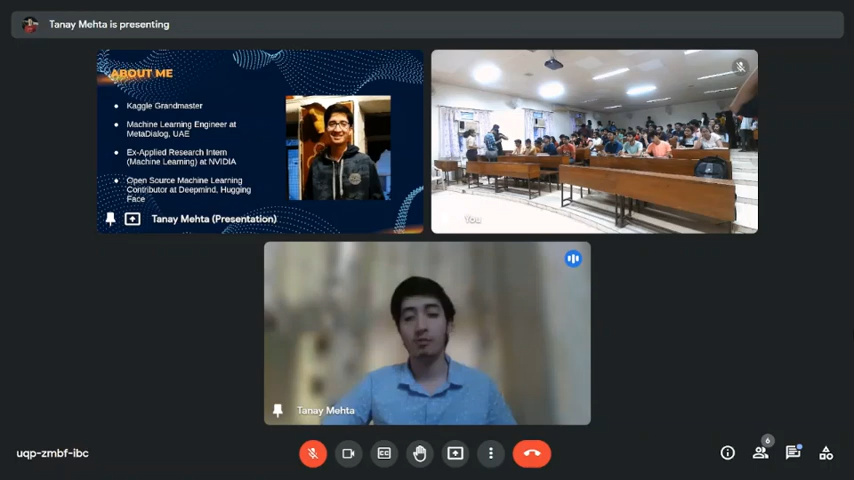 Tanay Mehta is presenting
ABOUT ME
Kaggle Grandmaster
Machine Learning Engineer at
MetaDialog, UAE
Ex-Applied Research Intern
(Machine Learning) at NVIDIA
Open Source Machine Learning
Contributor at Deepmind, Hugging
Face
Tanay Mehta (Presentation)
You
Tanay Mehta
uqp-zmbf-ibc
CC
6